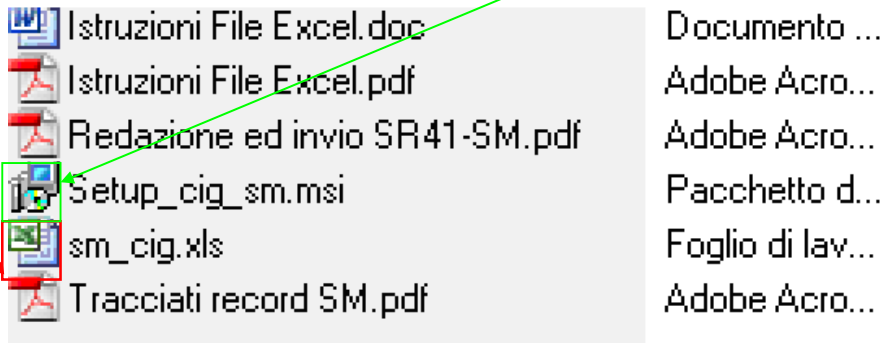 Istruzioni File Excel.doc Documento ...
Istruzioni File Excel.pdf Adobe Acro...
Redazione ed invio SR41-SM.pdf Adobe Acro...
Setup_cig_sm.msi Pacchetto d...
sm_cig.xls Foglio di lav...
Tracciati record SM.pdf Adobe Acro...